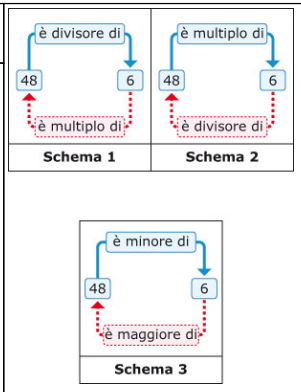 è divisore di è multiplo di
48 6 48 6
è multiplo di è divisore di
Schema 1 Schema 2
è minore di
48 6
è maggiore di
Schema 3